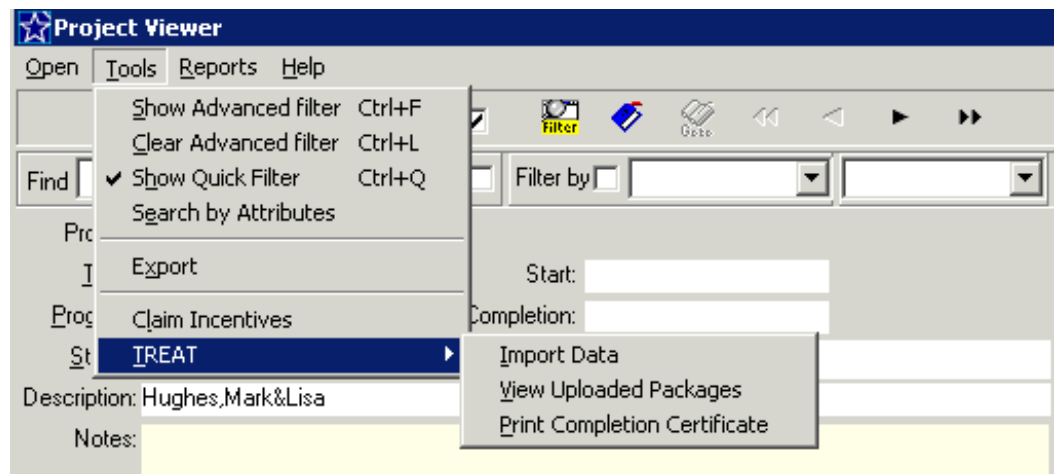 Project Viewer
Open Tools Reports Help
Show Advanced filter Ctrl+F
Clear Advanced filter Ctrl+L
Show Quick Filter Ctrl+Q
Search by Attributes
Export
Claim Incentives
TREAT
Filter
Goto
Find
Filter by
Start:
Completion:
Import Data
View Uploaded Packages
Print Completion Certificate
Description: Hughes,Mark&Lisa
Notes: